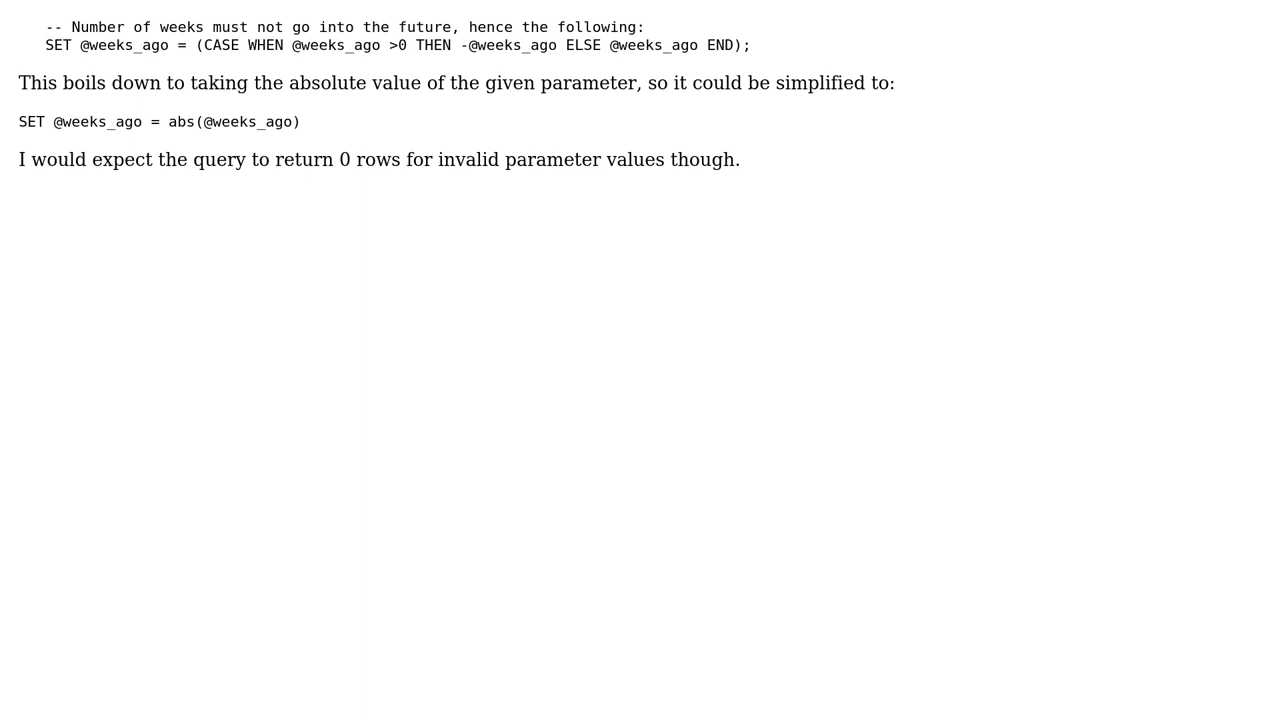 -- Number of weeks must not go into the future, hence the following:
SET @weeks_ago = (CASE WHEN @weeks_ago >0 THEN -@weeks_ago ELSE @weeks_ago END);
This boils down to taking the absolute value of the given parameter, so it could be simplified to:
SET @weeks_ago = abs(@weeks_ago)
I would expect the query to return 0 rows for invalid parameter values though.